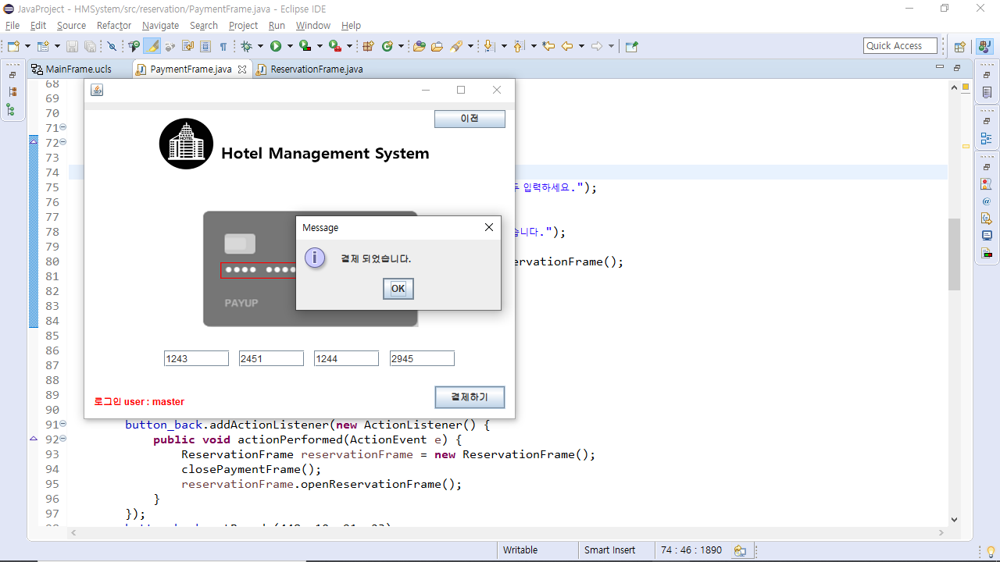 JavaProject - HMSystem/src/reservation/PaymentFrame.java - Eclipse IDE
File Edit Source Refactor Navigate Search Project Run Window Help
Quick Access
MainFrame.ucls PaymentFrame.java ReservationFrame.java
68
69
70
71
72
73
74
75 입력하세요.");
76
77
78 습니다.");
79
80 ervationFrame();
81
82
83
84
85
86
87
88
89
90
이전
HOTEL
Hotel Management System
PAYUP
Message
결제 되었습니다.
OK
1243 2451 1244 2945
로그인 user : master
결제하기
91 button_back.addActionListener(new ActionListener() {
92 public void actionPerformed(ActionEvent e) {
93 ReservationFrame reservationFrame = new ReservationFrame();
94 closePaymentFrame();
95 reservationFrame.openReservationFrame();
96 }
97 });
Writable Smart Insert 74 : 46 : 1890